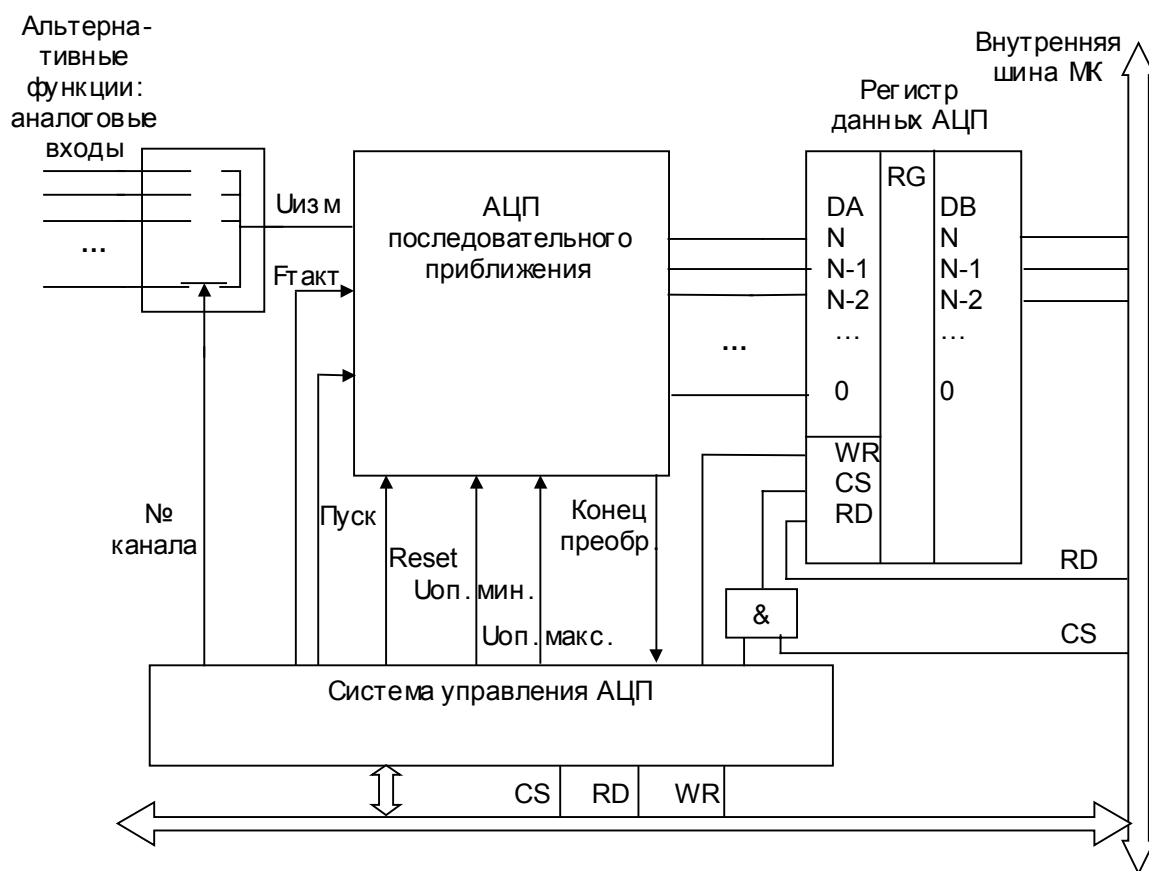 Альтерна-
тивные
функции:
аналоговые
входы
...
Uизм
Fтакт
АЦП
последовательного
приближения
...
Регистр
данных АЦП
Внутренняя
шина МК
RG
DA
N
N-1
N-2
...
0
DB
N
N-1
N-2
...
0
WR
CS
RD
RD
CS
&
№
канала
Пуск
Reset
Uоп.мин.
Uоп.макс.
Конец
преобр.
Система управления АЦП
CS RD WR